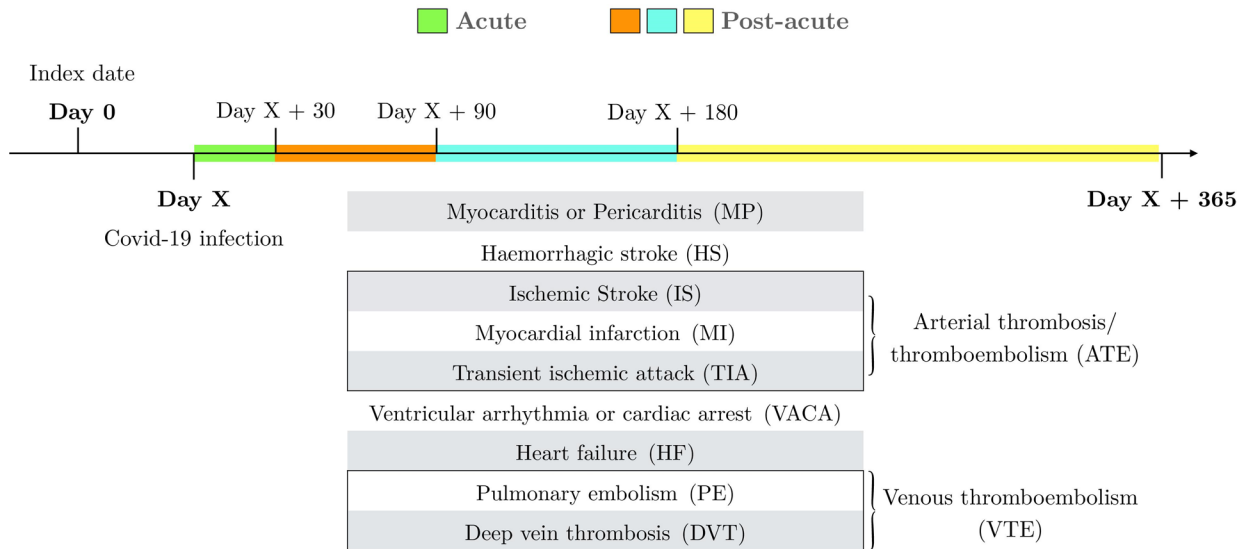 Acute
Post-acute
Index date
Day 0
Day X + 30
Day X + 90
Day X + 180
Day X
Day X + 365
Covid-19 infection
Myocarditis or Pericarditis (MP)
Haemorrhagic stroke (HS)
Ischemic Stroke (IS)
Myocardial infarction (MI)
Transient ischemic attack (TIA)
Arterial thrombosis/
thromboembolism (ATE)
Ventricular arrhythmia or cardiac arrest (VACA)
Heart failure (HF)
Pulmonary embolism (PE)
Deep vein thrombosis (DVT)
Venous thromboembolism
(VTE)